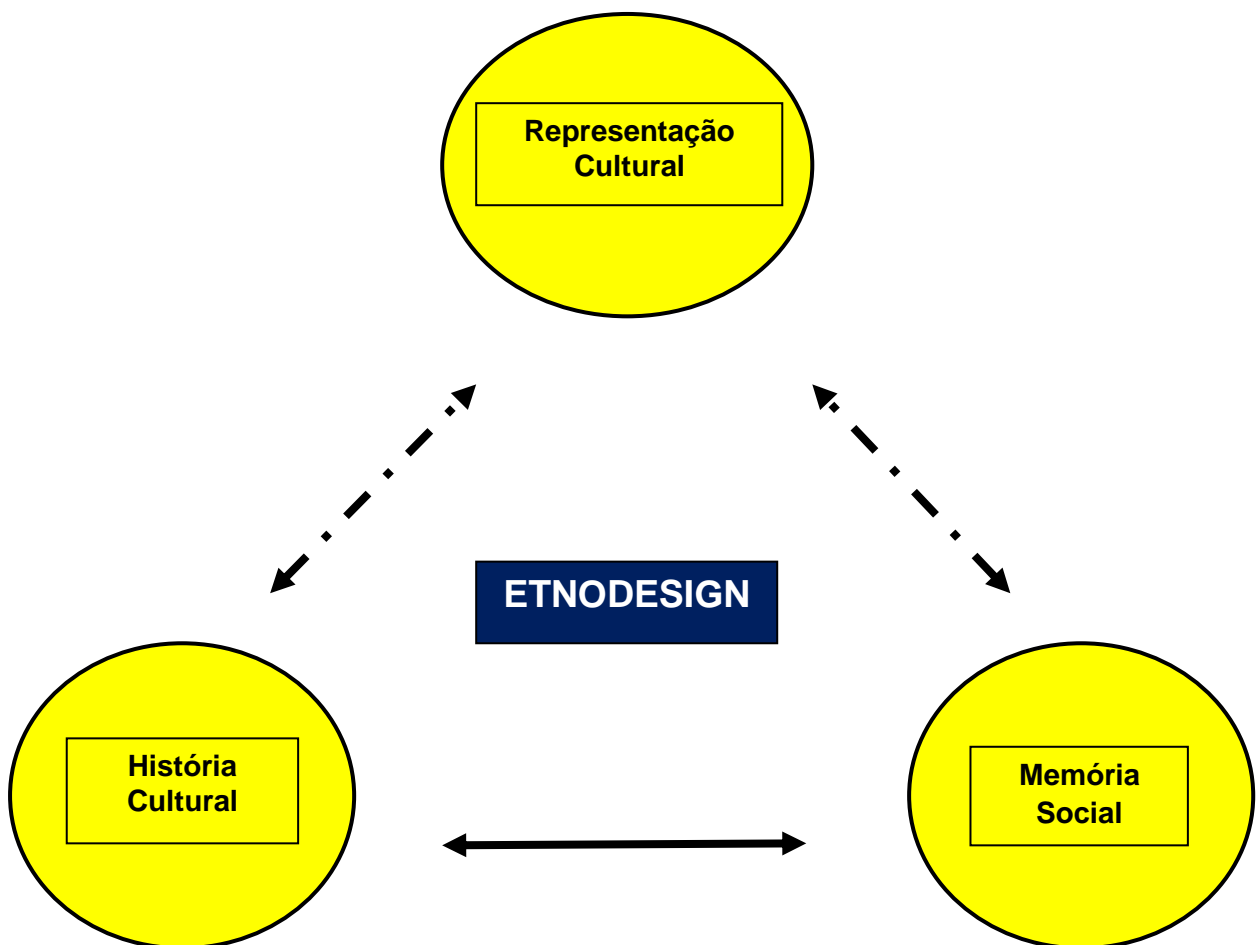 Representação
Cultural
ETNODESIGN
História
Cultural
Memória
Social